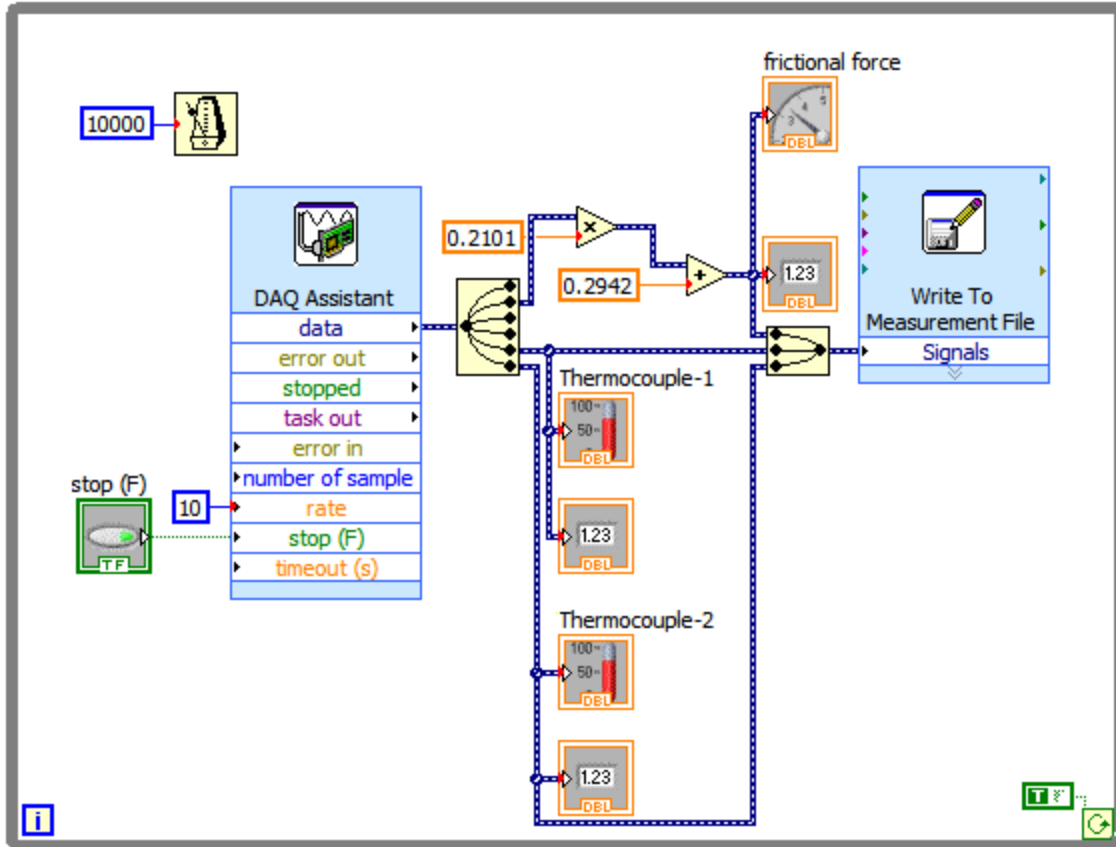 frictional force
10000
DBL
0.2101
0.2942
1.23
DBL
DAQ Assistant
data
error out
stopped
task out
error in
number of sample
rate
stop (F)
timeout (s)
Write To
Measurement File
Signals
Thermocouple-1
100
50
DBL
stop (F)
10
TF
1.23
DBL
Thermocouple-2
100
50
DBL
1.23
DBL
i
T